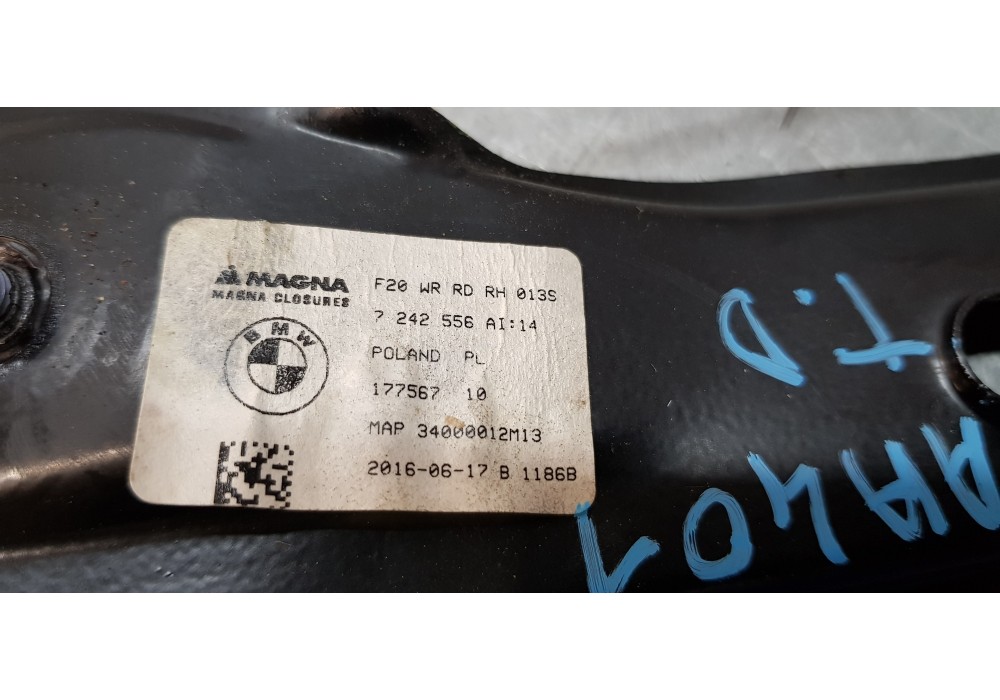 MAGNA
MAGNA CLOSURES
BMW
F20 WR RD RH 013S
7 242 556 AI:14
POLAND PL
177567 10
MAP 34000012M13
2016-06-17 B 1186B
T.D
AA401